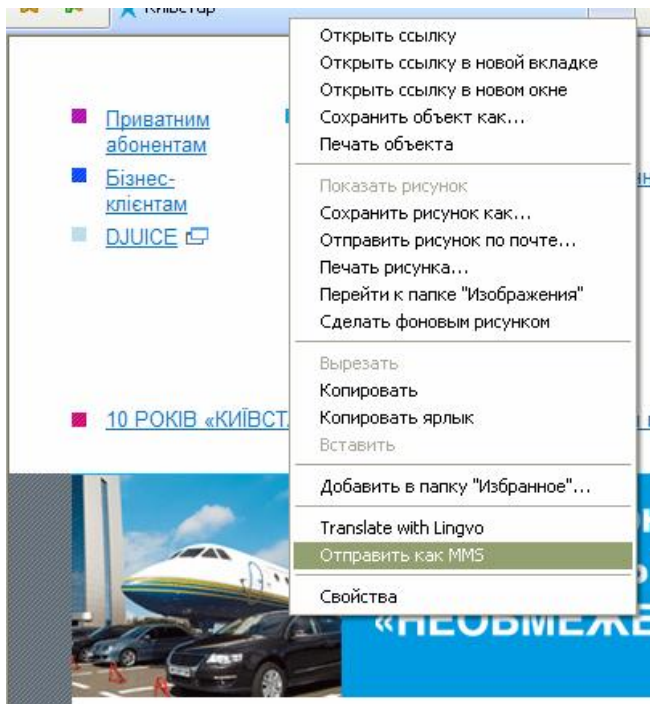 Київстар
Открыть ссылку
Открыть ссылку в новой вкладке
Открыть ссылку в новом окне
Сохранить объект как...
Печать объекта
Показать рисунок
Сохранить рисунок как...
Отправить рисунок по почте...
Печать рисунка...
Перейти к папке "Изображения"
Сделать фоновым рисунком
Вырезать
Копировать
Копировать ярлык
Вставить
Добавить в папку "Избранное"...
Translate with Lingvo
Отправить как MMS
Свойства
Приватним
абонентам
Бізнес-
клієнтам
DJUICE
10 РОКІВ «КИЇВСТ
«НЕОБМЕЖЕ